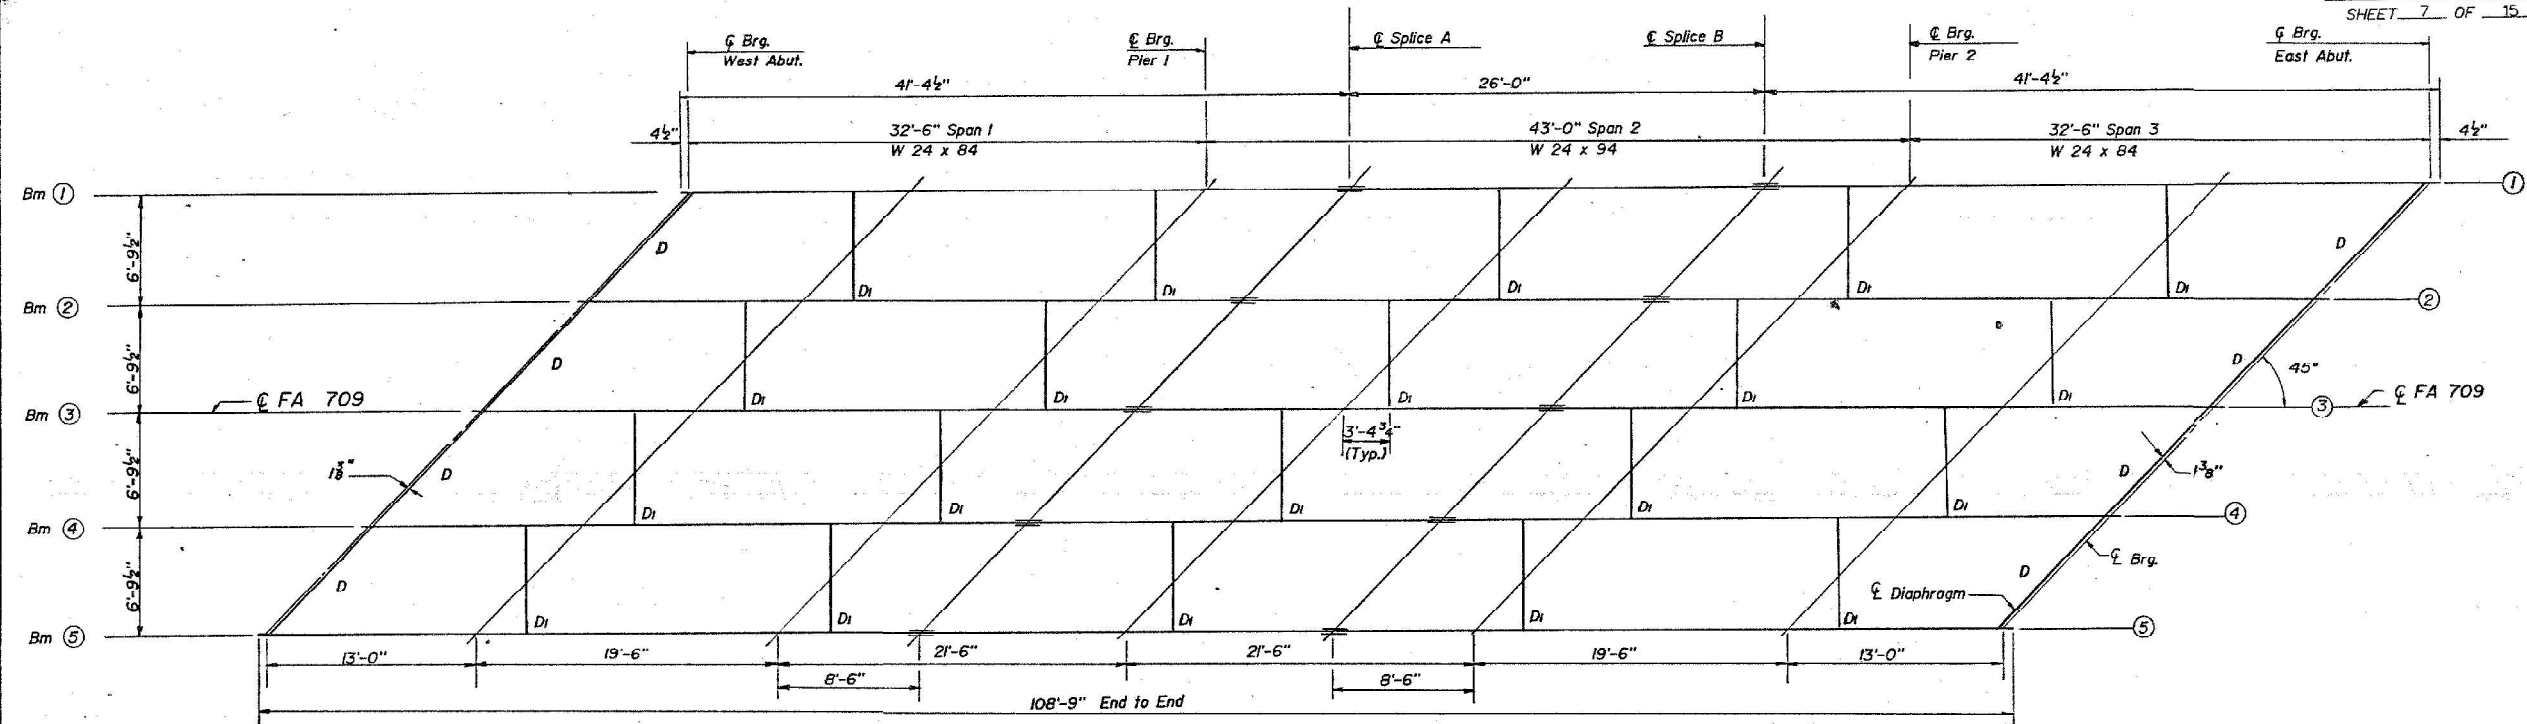 SHEET 7 OF 15
℄ Brg.
West Abut.
℄ Brg.
Pier 1
℄ Splice A
℄ Splice B
℄ Brg.
Pier 2
℄ Brg.
East Abut.
41'-4½"
26'-0"
41'-4½"
4½"
32'-6" Span 1
W 24 x 84
43'-0" Span 2
W 24 x 94
32'-6" Span 3
W 24 x 84
4½"
Bm ①
①
6'-9½"
D
D
D1
D1
D1
D1
D1
Bm ②
②
6'-9½"
D
D
45°
D1
D1
D1
D1
D1
℄ FA 709
℄ FA 709
Bm ③
③
3'-4¾"
(Typ.)
6'-9½"
1⅜"
D
D
1⅜"
D1
D1
D1
D1
D1
Bm ④
④
℄ Brg.
6'-9½"
D
D
℄ Diaphragm
D1
D1
D1
D1
D1
Bm ⑤
⑤
13'-0"
19'-6"
21'-6"
21'-6"
19'-6"
13'-0"
8'-6"
8'-6"
108'-9" End to End